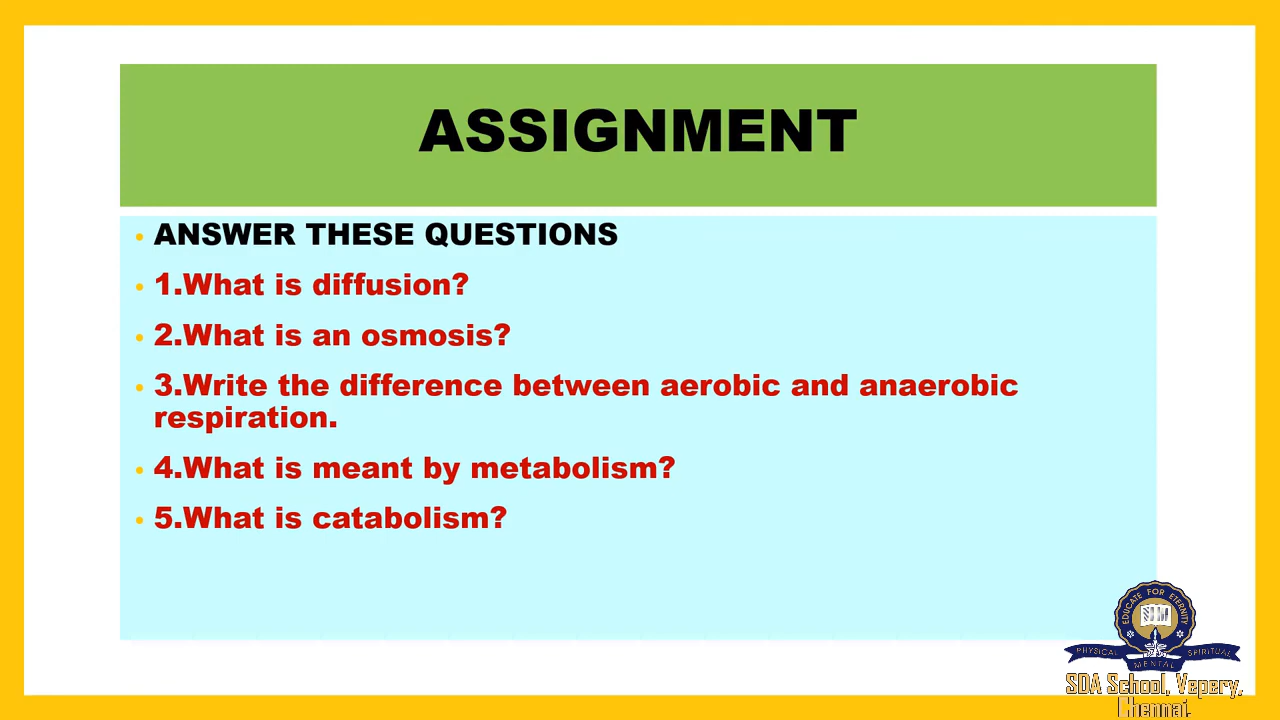 ASSIGNMENT
• ANSWER THESE QUESTIONS
• 1.What is diffusion?
• 2.What is an osmosis?
• 3.Write the difference between aerobic and anaerobic
respiration.
• 4.What is meant by metabolism?
• 5.What is catabolism?
EDUCATE FOR ETERNITY
PHYSICAL
MENTAL
SPIRITUAL
SDA School, Vepery,
Chennai.